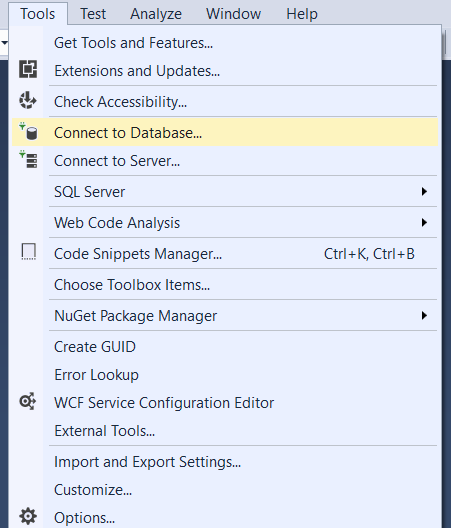 Tools Test Analyze Window Help
Get Tools and Features...
Extensions and Updates...
Check Accessibility...
Connect to Database...
Connect to Server...
SQL Server
Web Code Analysis
Code Snippets Manager... Ctrl+K, Ctrl+B
Choose Toolbox Items...
NuGet Package Manager
Create GUID
Error Lookup
WCF Service Configuration Editor
External Tools...
Import and Export Settings...
Customize...
Options...